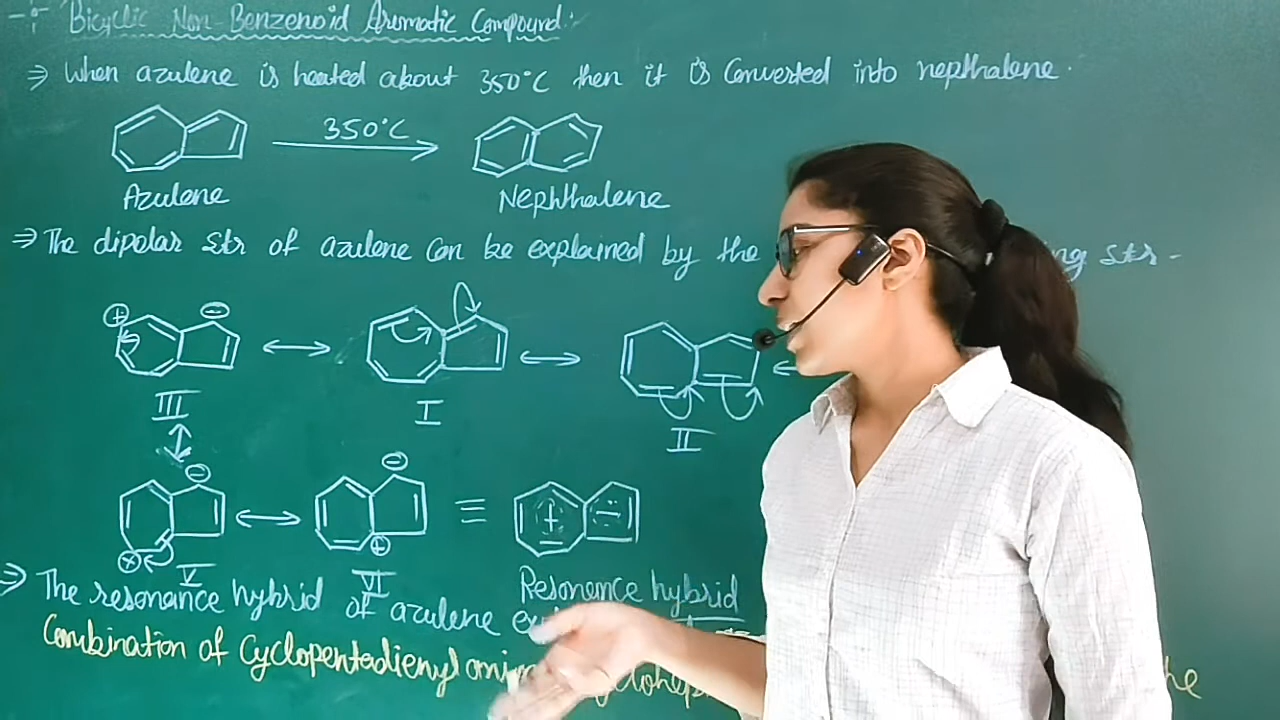 Bicyclic Non-Benzenoid Aromatic Compound:
⇒ When azulene is heated about 350°C then it is Converted into nepthalene.
350°C
Azulene
Nephthalene
⇒ The dipolar str of azulene can be explained by the str.
+ −
III
I
II
− −
+ −
x +
V
VI
Resonence hybrid
⇒ The resonance hybrid of azulene
Combination of Cyclopentadienyl